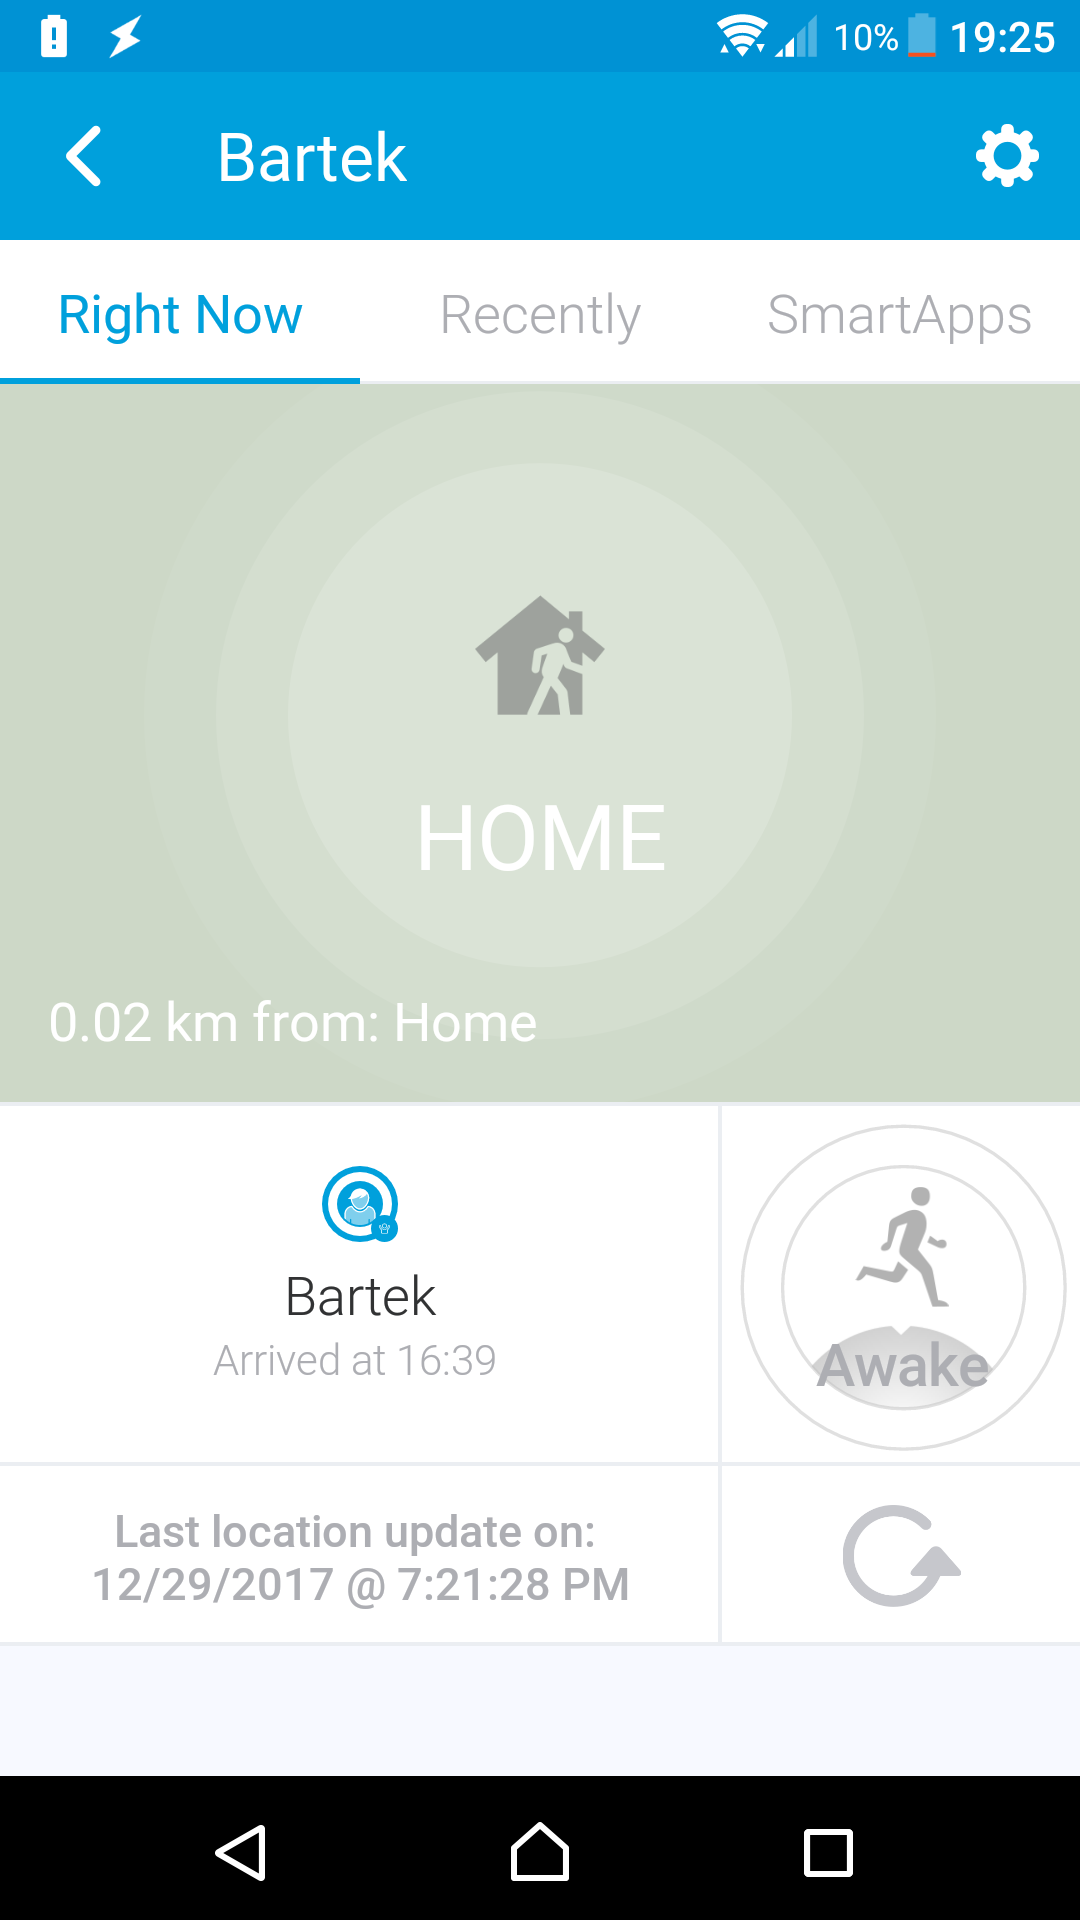 10% 19:25
Bartek
Right Now Recently SmartApps
HOME
0.02 km from: Home
Bartek
Arrived at 16:39
Awake
Last location update on:
12/29/2017 @ 7:21:28 PM